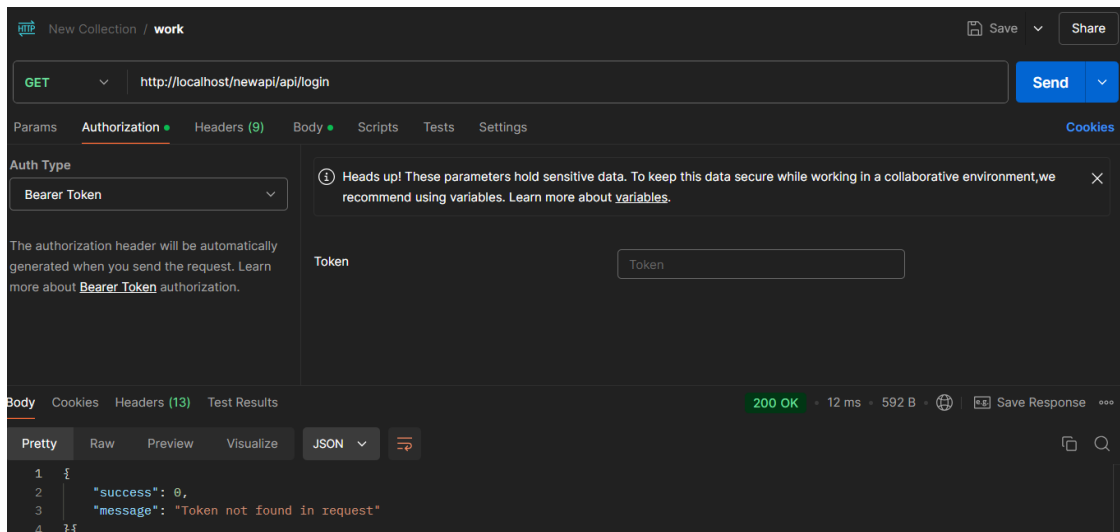 HTTP New Collection / work Save Share
GET http://localhost/newapi/api/login Send
Params Authorization Headers (9) Body Scripts Tests Settings Cookies
Auth Type
Bearer Token
The authorization header will be automatically
generated when you send the request. Learn
more about Bearer Token authorization.
Heads up! These parameters hold sensitive data. To keep this data secure while working in a collaborative environment,we
recommend using variables. Learn more about variables.
Token Token
Body Cookies Headers (13) Test Results 200 OK 12 ms 592 B e.g. Save Response
Pretty Raw Preview Visualize JSON
1 {
2 "success": 0,
3 "message": "Token not found in request"
4 }{